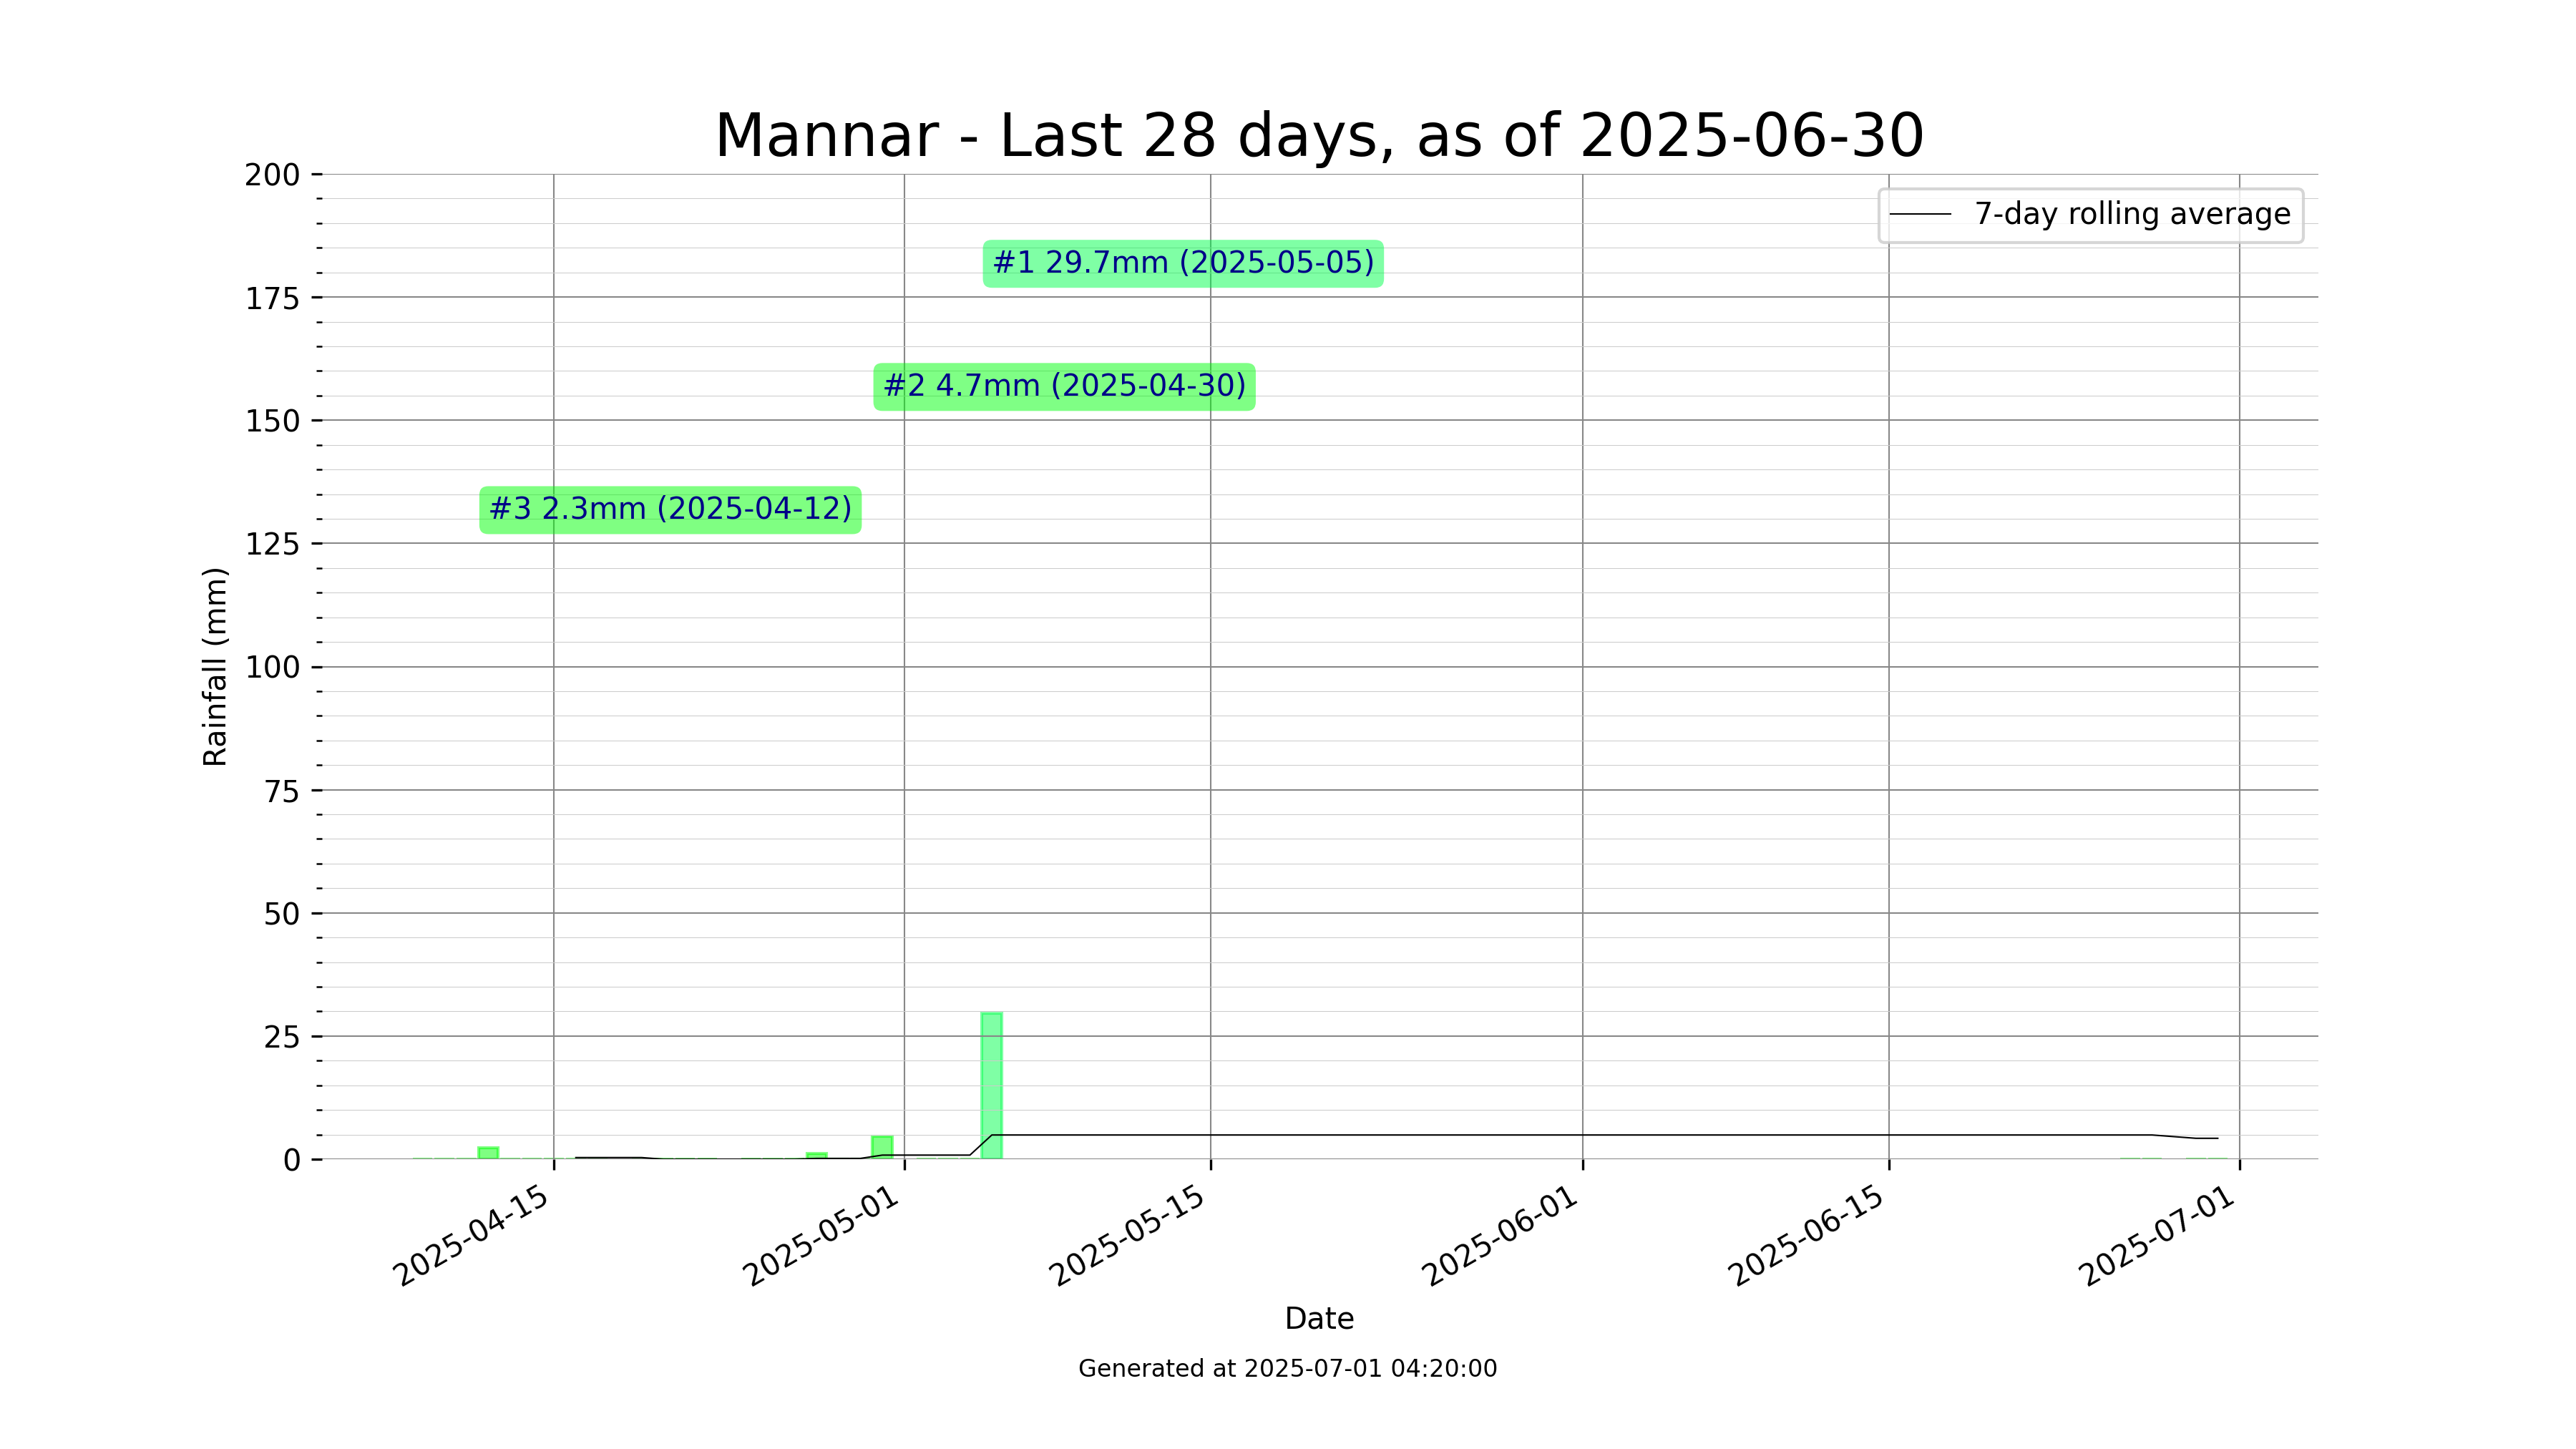 Mannar - Last 28 days, as of 2025-06-30
200
175
150
125
100
75
50
25
0
Rainfall (mm)
7-day rolling average
#1 29.7mm (2025-05-05)
#2 4.7mm (2025-04-30)
#3 2.3mm (2025-04-12)
2025-04-15
2025-05-01
2025-05-15
2025-06-01
2025-06-15
2025-07-01
Date
Generated at 2025-07-01 04:20:00